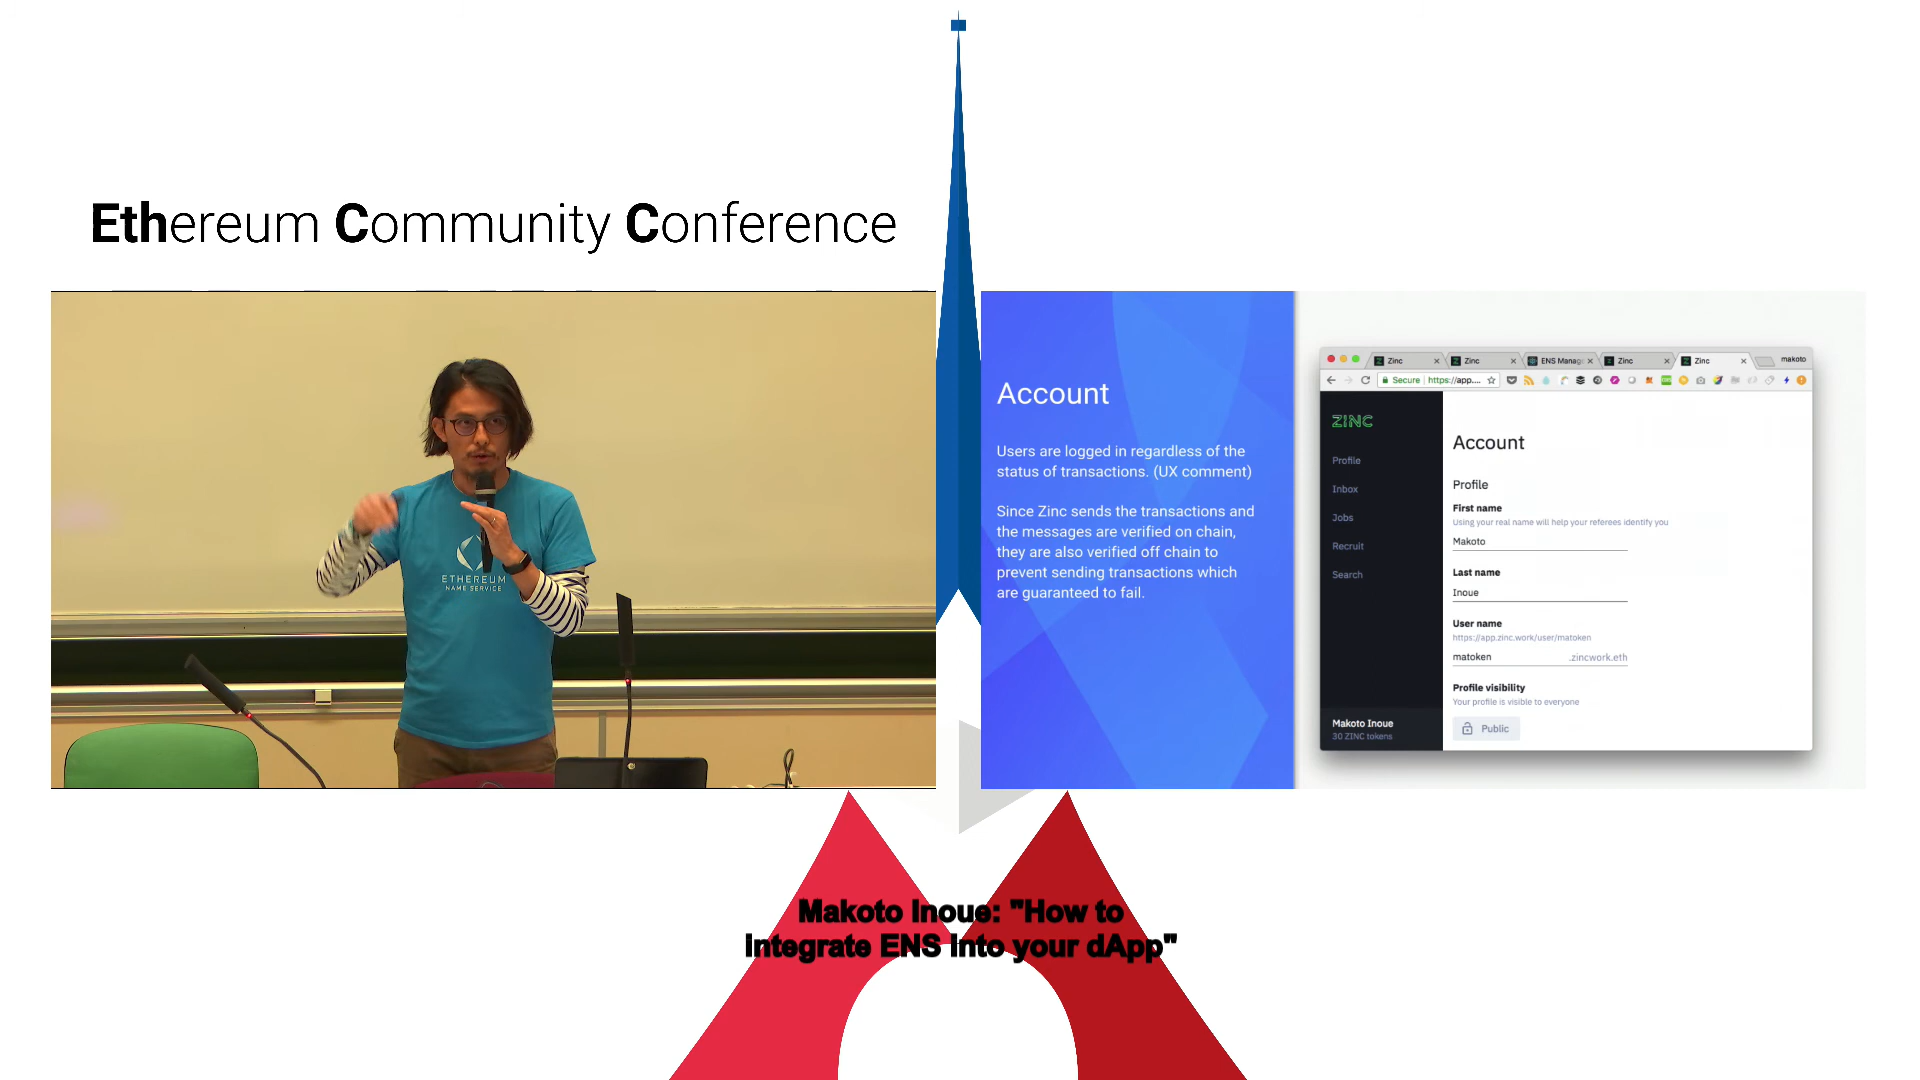 Ethereum Community Conference
ETHEREUM
NAME SERVICE
Account
Users are logged in regardless of the
status of transactions. (UX comment)
Since Zinc sends the transactions and
the messages are verified on chain,
they are also verified off chain to
prevent sending transactions which
are guaranteed to fail.
Zinc
Zinc
ENS Manag
Zinc
Zinc
makoto
Secure
https://app....
ZINC
Profile
Inbox
Jobs
Recruit
Search
Makoto Inoue
30 ZINC tokens
Account
Profile
First name
Using your real name will help your referees identify you
Makoto
Last name
Inoue
User name
https://app.zinc.work/user/matoken
matoken .zincwork.eth
Profile visibility
Your profile is visible to everyone
Public
Makoto Inoue: "How to
Integrate ENS into your dApp"